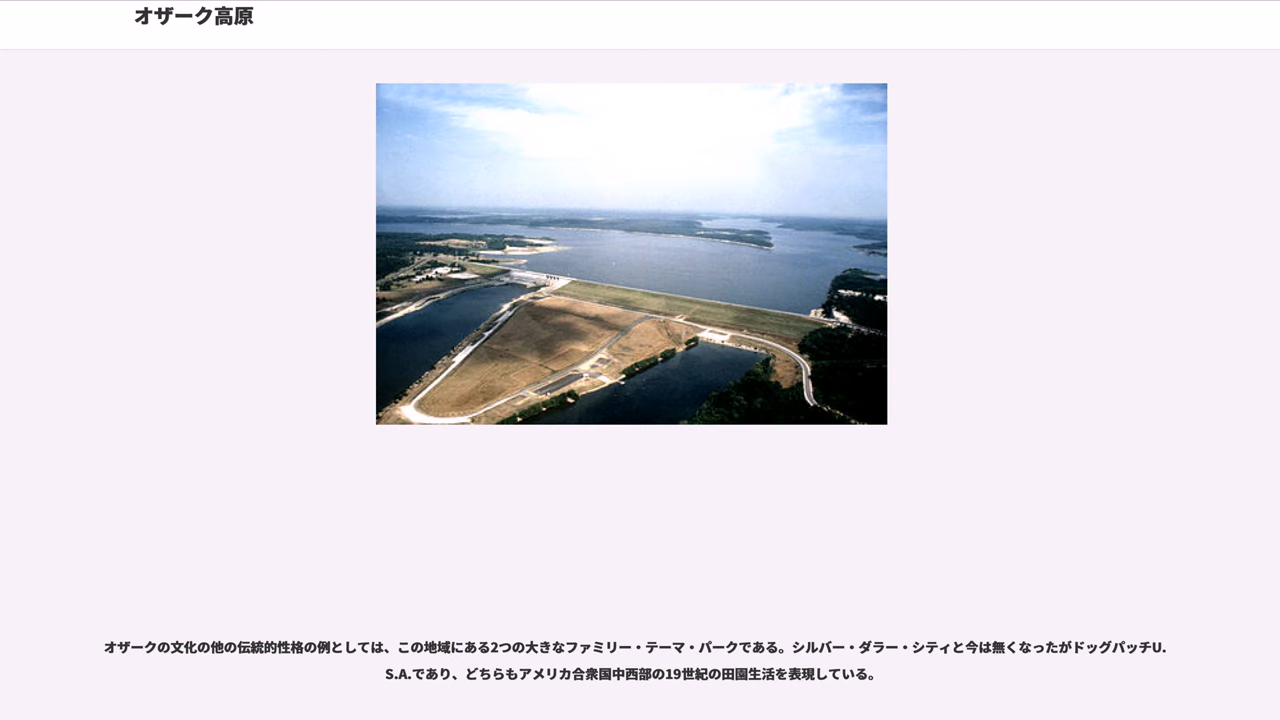 オザーク高原
オザークの文化の他の伝統的性格の例としては、この地域にある2つの大きなファミリー・テーマ・パークである。シルバー・ダラー・シティと今は無くなったがドッグパッチU.
S.A.であり、どちらもアメリカ合衆国中西部の19世紀の田園生活を表現している。